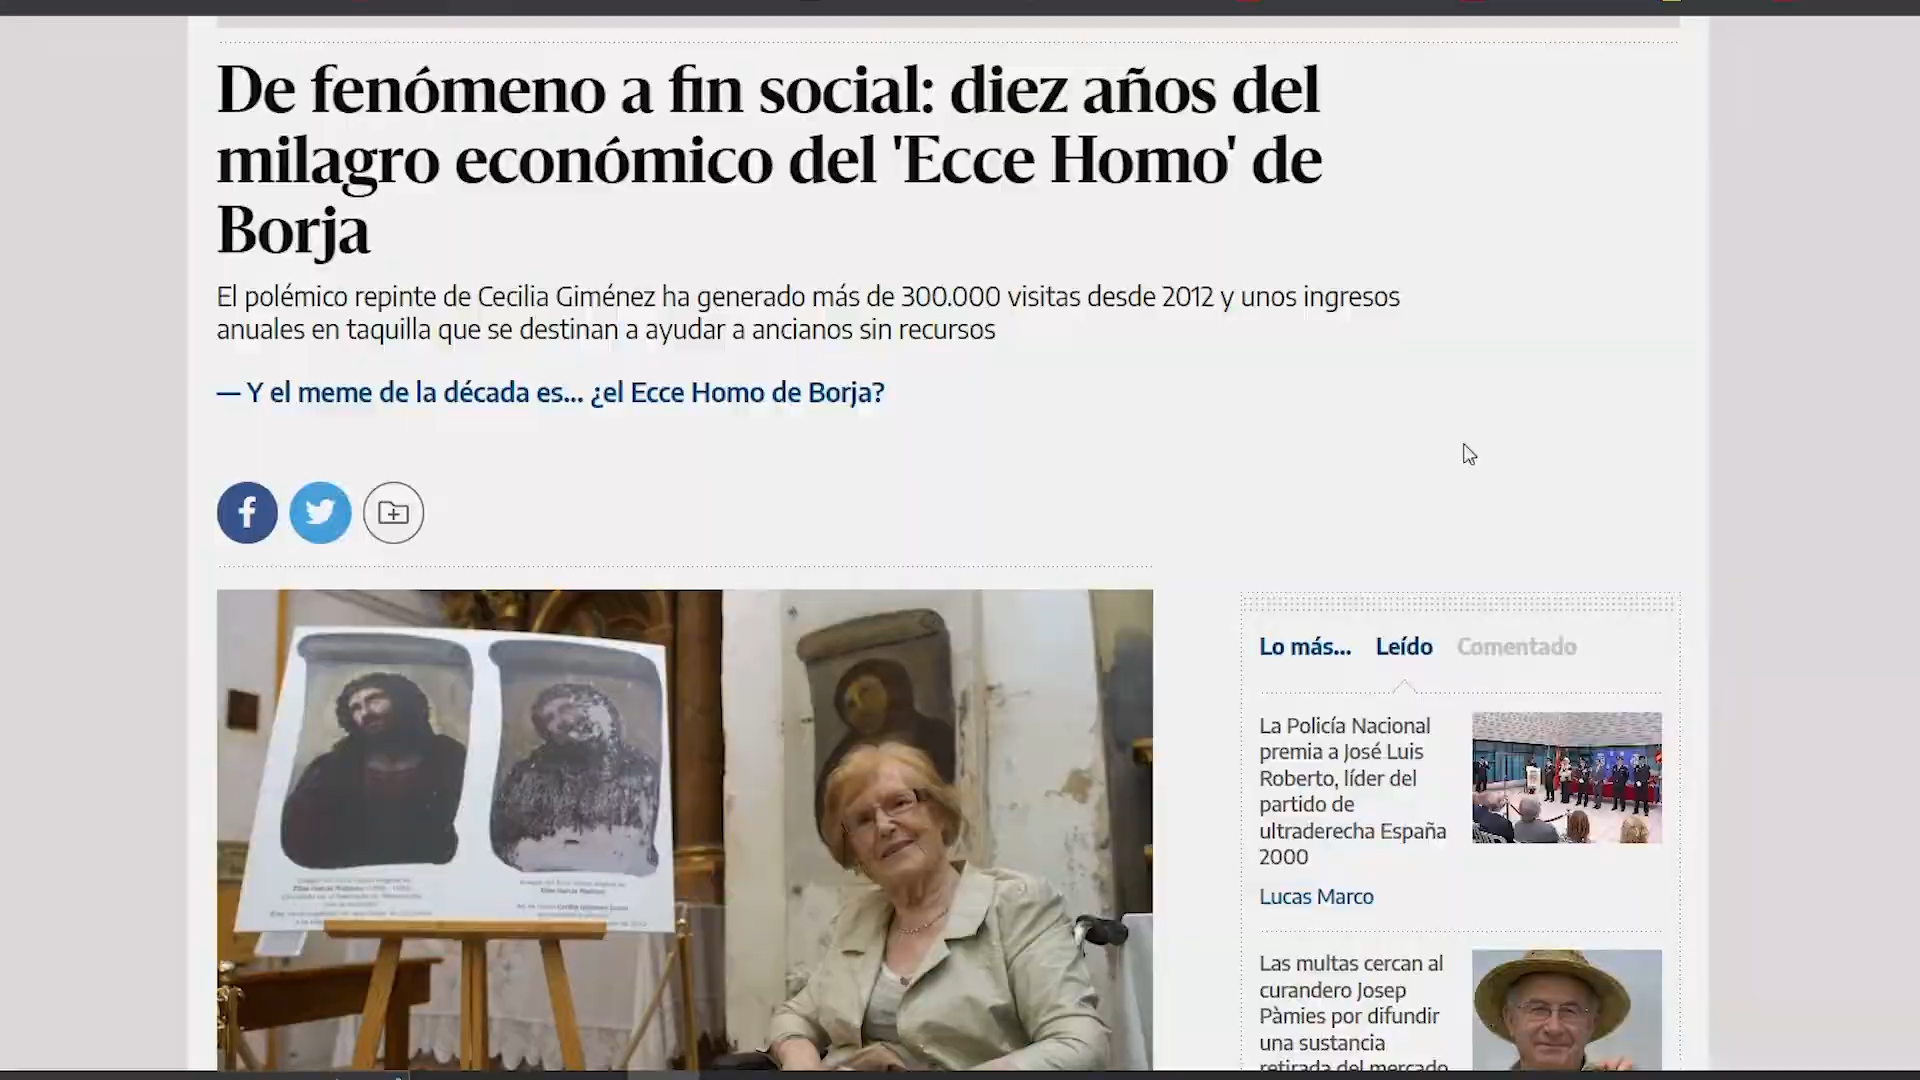 De fenómeno a fin social: diez años del
milagro económico del 'Ecce Homo' de
Borja
El polémico repinte de Cecilia Giménez ha generado más de 300.000 visitas desde 2012 y unos ingresos
anuales en taquilla que se destinan a ayudar a ancianos sin recursos
— Y el meme de la década es... ¿el Ecce Homo de Borja?
Lo más... Leído Comentado
La Policía Nacional
premia a José Luis
Roberto, líder del
partido de
ultraderecha España
2000
Lucas Marco
Las multas cercan al
curandero Josep
Pàmies por difundir
una sustancia
retirada del mercado